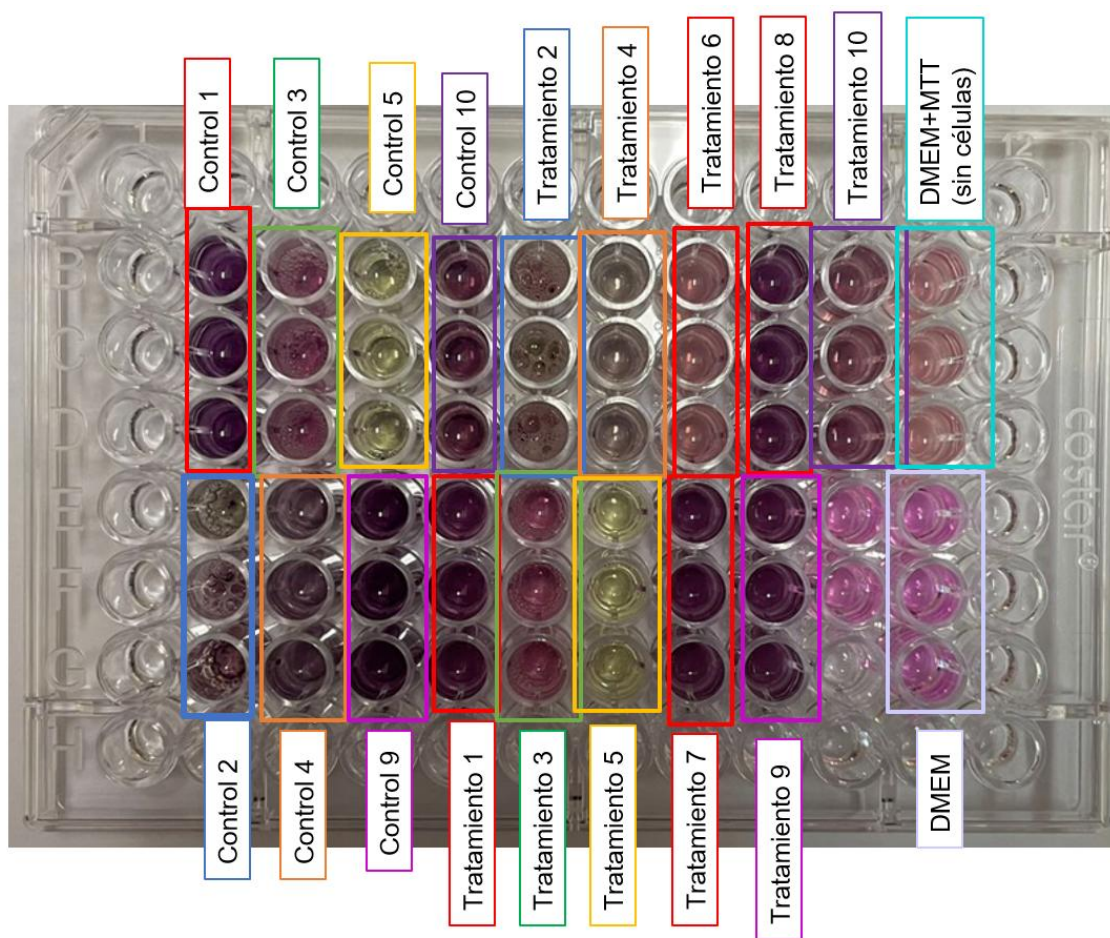 Control 1
Control 3
Control 5
Control 10
Tratamiento 2
Tratamiento 4
Tratamiento 6
Tratamiento 8
Tratamiento 10
DMEM+MTT
(sin células)
12
A
B
C
D
E
F
G
H
costar®
Control 2
Control 4
Control 9
Tratamiento 1
Tratamiento 3
Tratamiento 5
Tratamiento 7
Tratamiento 9
DMEM